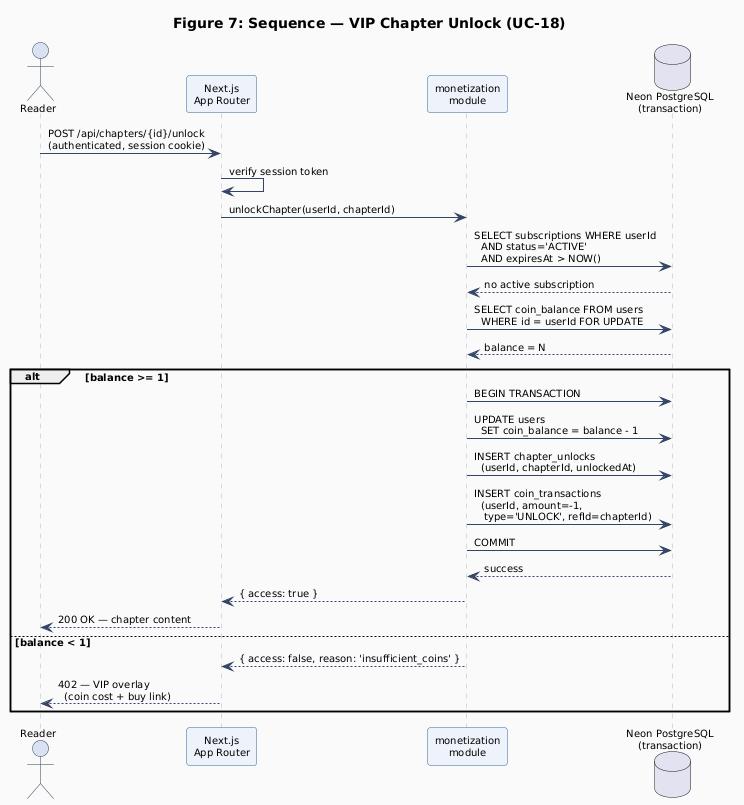 Figure 7: Sequence — VIP Chapter Unlock (UC-18)
Reader
Next.js
App Router
monetization
module
Neon PostgreSQL
(transaction)
POST /api/chapters/{id}/unlock
(authenticated, session cookie)
verify session token
unlockChapter(userId, chapterId)
SELECT subscriptions WHERE userId
AND status='ACTIVE'
AND expiresAt > NOW()
no active subscription
SELECT coin_balance FROM users
WHERE id = userId FOR UPDATE
balance = N
alt
[balance >= 1]
BEGIN TRANSACTION
UPDATE users
SET coin_balance = balance - 1
INSERT chapter_unlocks
(userId, chapterId, unlockedAt)
INSERT coin_transactions
(userId, amount=-1,
type='UNLOCK', refId=chapterId)
COMMIT
success
{ access: true }
200 OK — chapter content
[balance < 1]
{ access: false, reason: 'insufficient_coins' }
402 — VIP overlay
(coin cost + buy link)
Reader
Next.js
App Router
monetization
module
Neon PostgreSQL
(transaction)